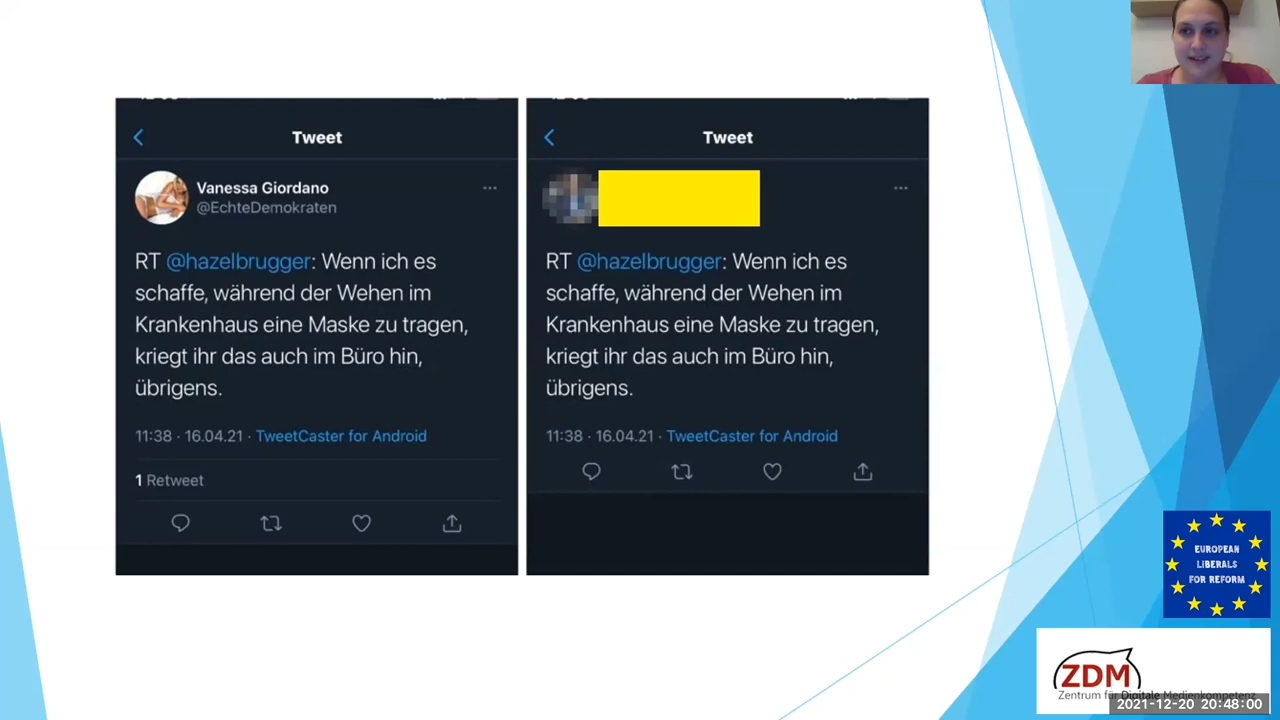 Tweet
Vanessa Giordano
@EchteDemokraten
RT @hazelbrugger: Wenn ich es
schaffe, während der Wehen im
Krankenhaus eine Maske zu tragen,
kriegt ihr das auch im Büro hin,
übrigens.
11:38 · 16.04.21 · TweetCaster for Android
1 Retweet
Tweet
RT @hazelbrugger: Wenn ich es
schaffe, während der Wehen im
Krankenhaus eine Maske zu tragen,
kriegt ihr das auch im Büro hin,
übrigens.
11:38 · 16.04.21 · TweetCaster for Android
EUROPEAN
LIBERALS
FOR REFORM
ZDM
Zentrum für Digitale Medienkompetenz
2021-12-20 20:48:00